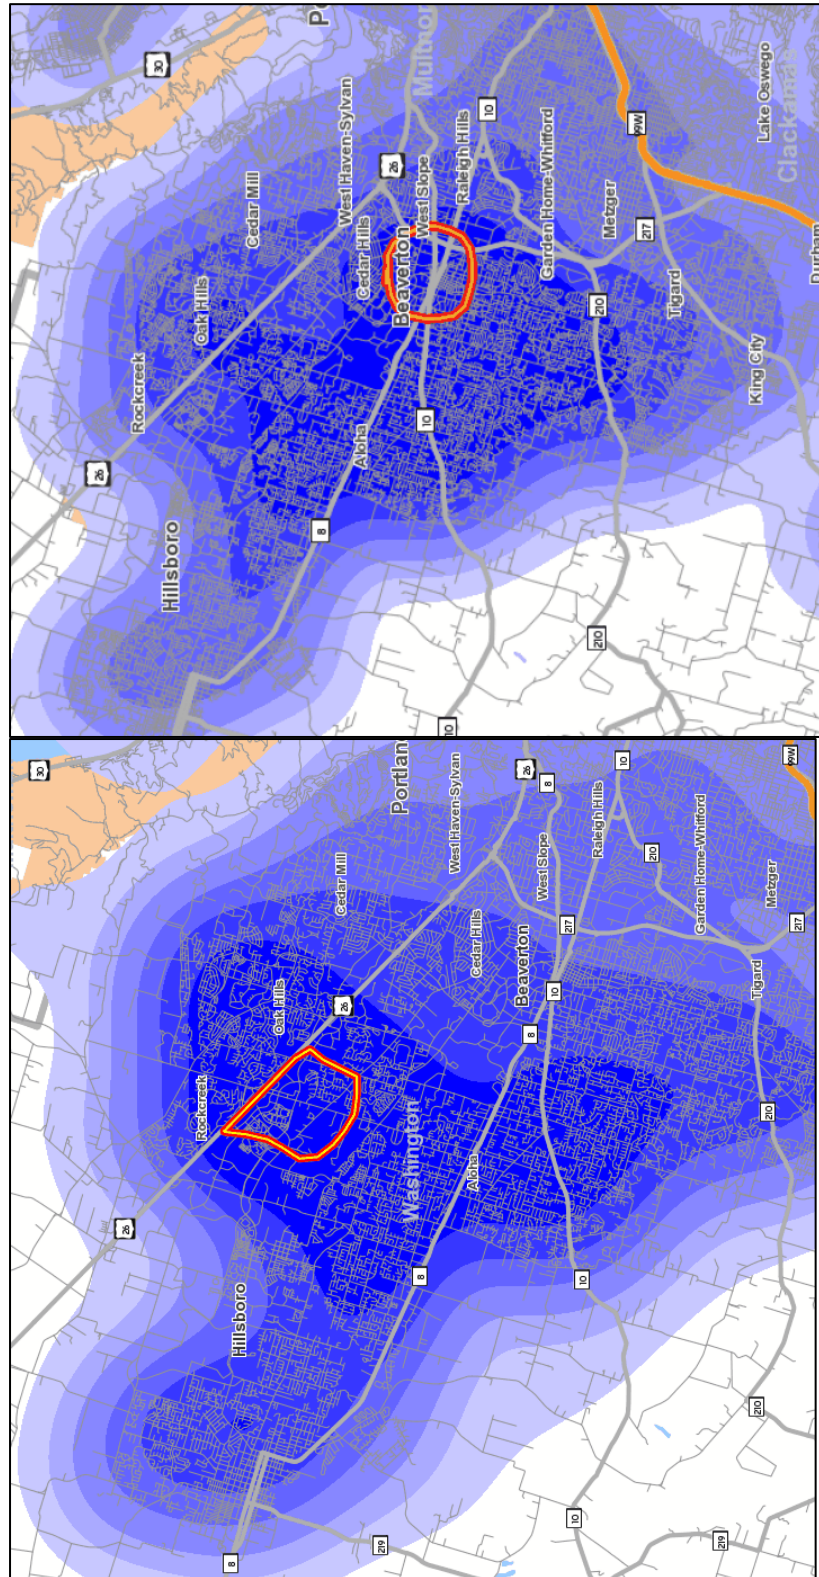 30
26
Rockcreek
8
Hillsboro
Oak Hills
Cedar Mill
26
219
Portlan
Washington
8
West Haven-Sylvan
Aloha
Cedar Hills
Beaverton
26
8
West Slope
8
10
217
10
10
Raleigh Hills
10
210
Garden Home-Whitford
219
Tigard
210
210
Metzger
99W
217
26
Rockcreek
30
Hillsboro
Oak Hills
Cedar Mill
Po
8
West Haven-Sylvan
Aloha
Cedar Hills
26
Beaverton
Multno
West Slope
10
10
Raleigh Hills
10
Garden Home-Whitford
210
210
Metzger
99W
217
Tigard
King City
Lake Oswego
Clackamas
Durham